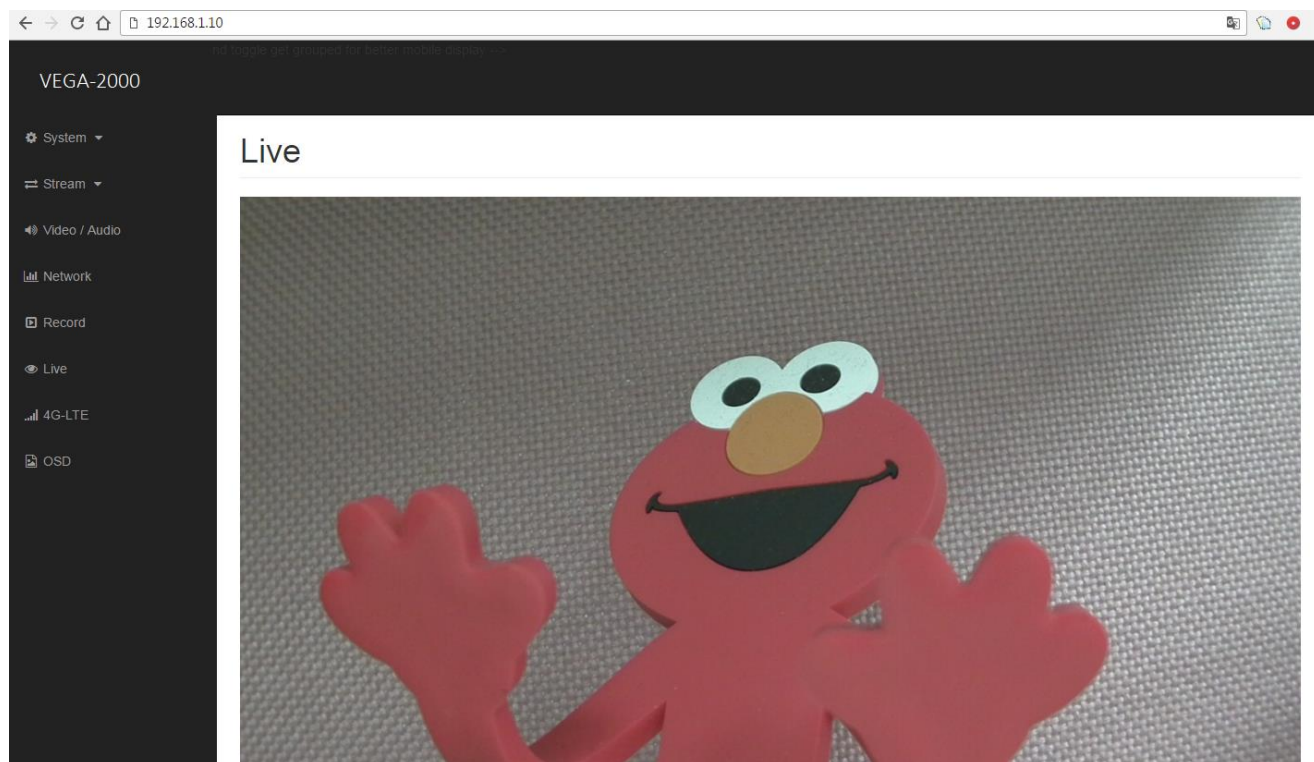 192.168.1.10
nd toggle get grouped for better mobile display -->
VEGA-2000
System
Stream
Video / Audio
Network
Record
Live
4G-LTE
OSD
Live